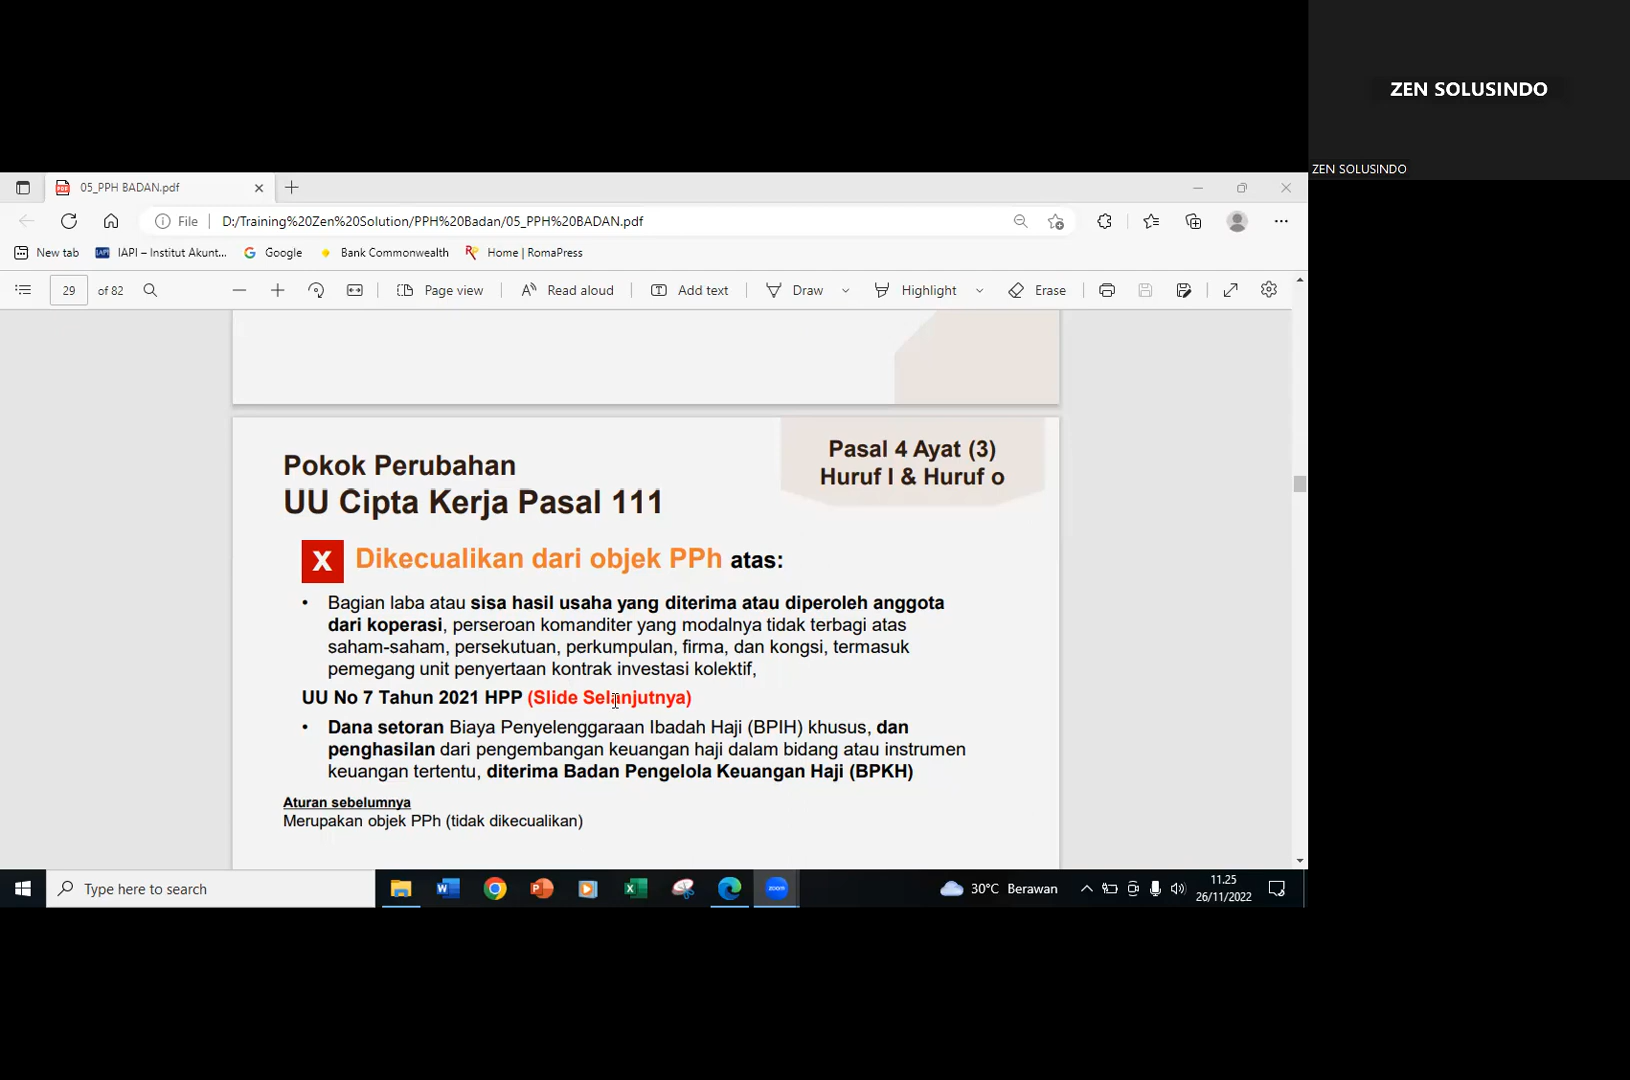 ZEN SOLUSINDO
ZEN SOLUSINDO
05_PPH BADAN.pdf
File
D:/Training%20Zen%20Solution/PPH%20Badan/05_PPH%20BADAN.pdf
New tab
IAPI – Institut Akunt...
Google
Bank Commonwealth
Home | RomaPress
29 of 82
Page view
Read aloud
Add text
Draw
Highlight
Erase
Pasal 4 Ayat (3)
Huruf I & Huruf o
Pokok Perubahan
UU Cipta Kerja Pasal 111
X Dikecualikan dari objek PPh atas:
• Bagian laba atau sisa hasil usaha yang diterima atau diperoleh anggota
dari koperasi, perseroan komanditer yang modalnya tidak terbagi atas
saham-saham, persekutuan, perkumpulan, firma, dan kongsi, termasuk
pemegang unit penyertaan kontrak investasi kolektif,
UU No 7 Tahun 2021 HPP (Slide Selanjutnya)
• Dana setoran Biaya Penyelenggaraan Ibadah Haji (BPIH) khusus, dan
penghasilan dari pengembangan keuangan haji dalam bidang atau instrumen
keuangan tertentu, diterima Badan Pengelola Keuangan Haji (BPKH)
Aturan sebelumnya
Merupakan objek PPh (tidak dikecualikan)
Type here to search
30°C Berawan
11.25
26/11/2022